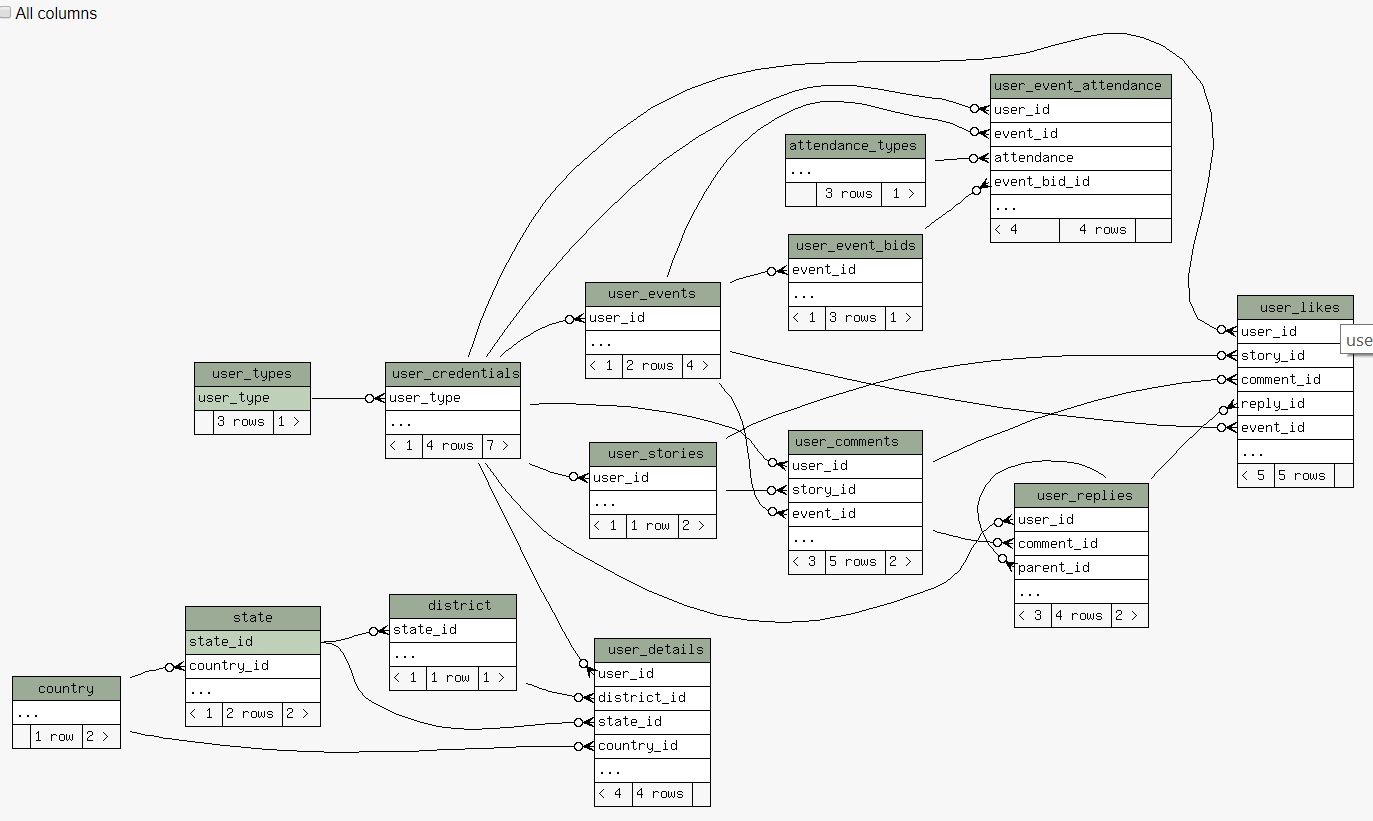 All columns
user_event_attendance
user_id
event_id
attendance
event_bid_id
...
< 4 4 rows
attendance_types
...
3 rows 1 >
user_event_bids
event_id
...
< 1 3 rows 1 >
user_events
user_id
...
< 1 2 rows 4 >
user_likes
user_id
story_id
comment_id
reply_id
event_id
...
< 5 5 rows
use
user_types
user_type
3 rows 1 >
user_credentials
user_type
...
< 1 4 rows 7 >
user_stories
user_id
...
< 1 1 row 2 >
user_comments
user_id
story_id
event_id
...
< 3 5 rows 2 >
user_replies
user_id
comment_id
parent_id
...
< 3 4 rows 2 >
district
state_id
...
< 1 1 row 1 >
state
state_id
country_id
...
< 1 2 rows 2 >
country
...
1 row 2 >
user_details
user_id
district_id
state_id
country_id
...
< 4 4 rows